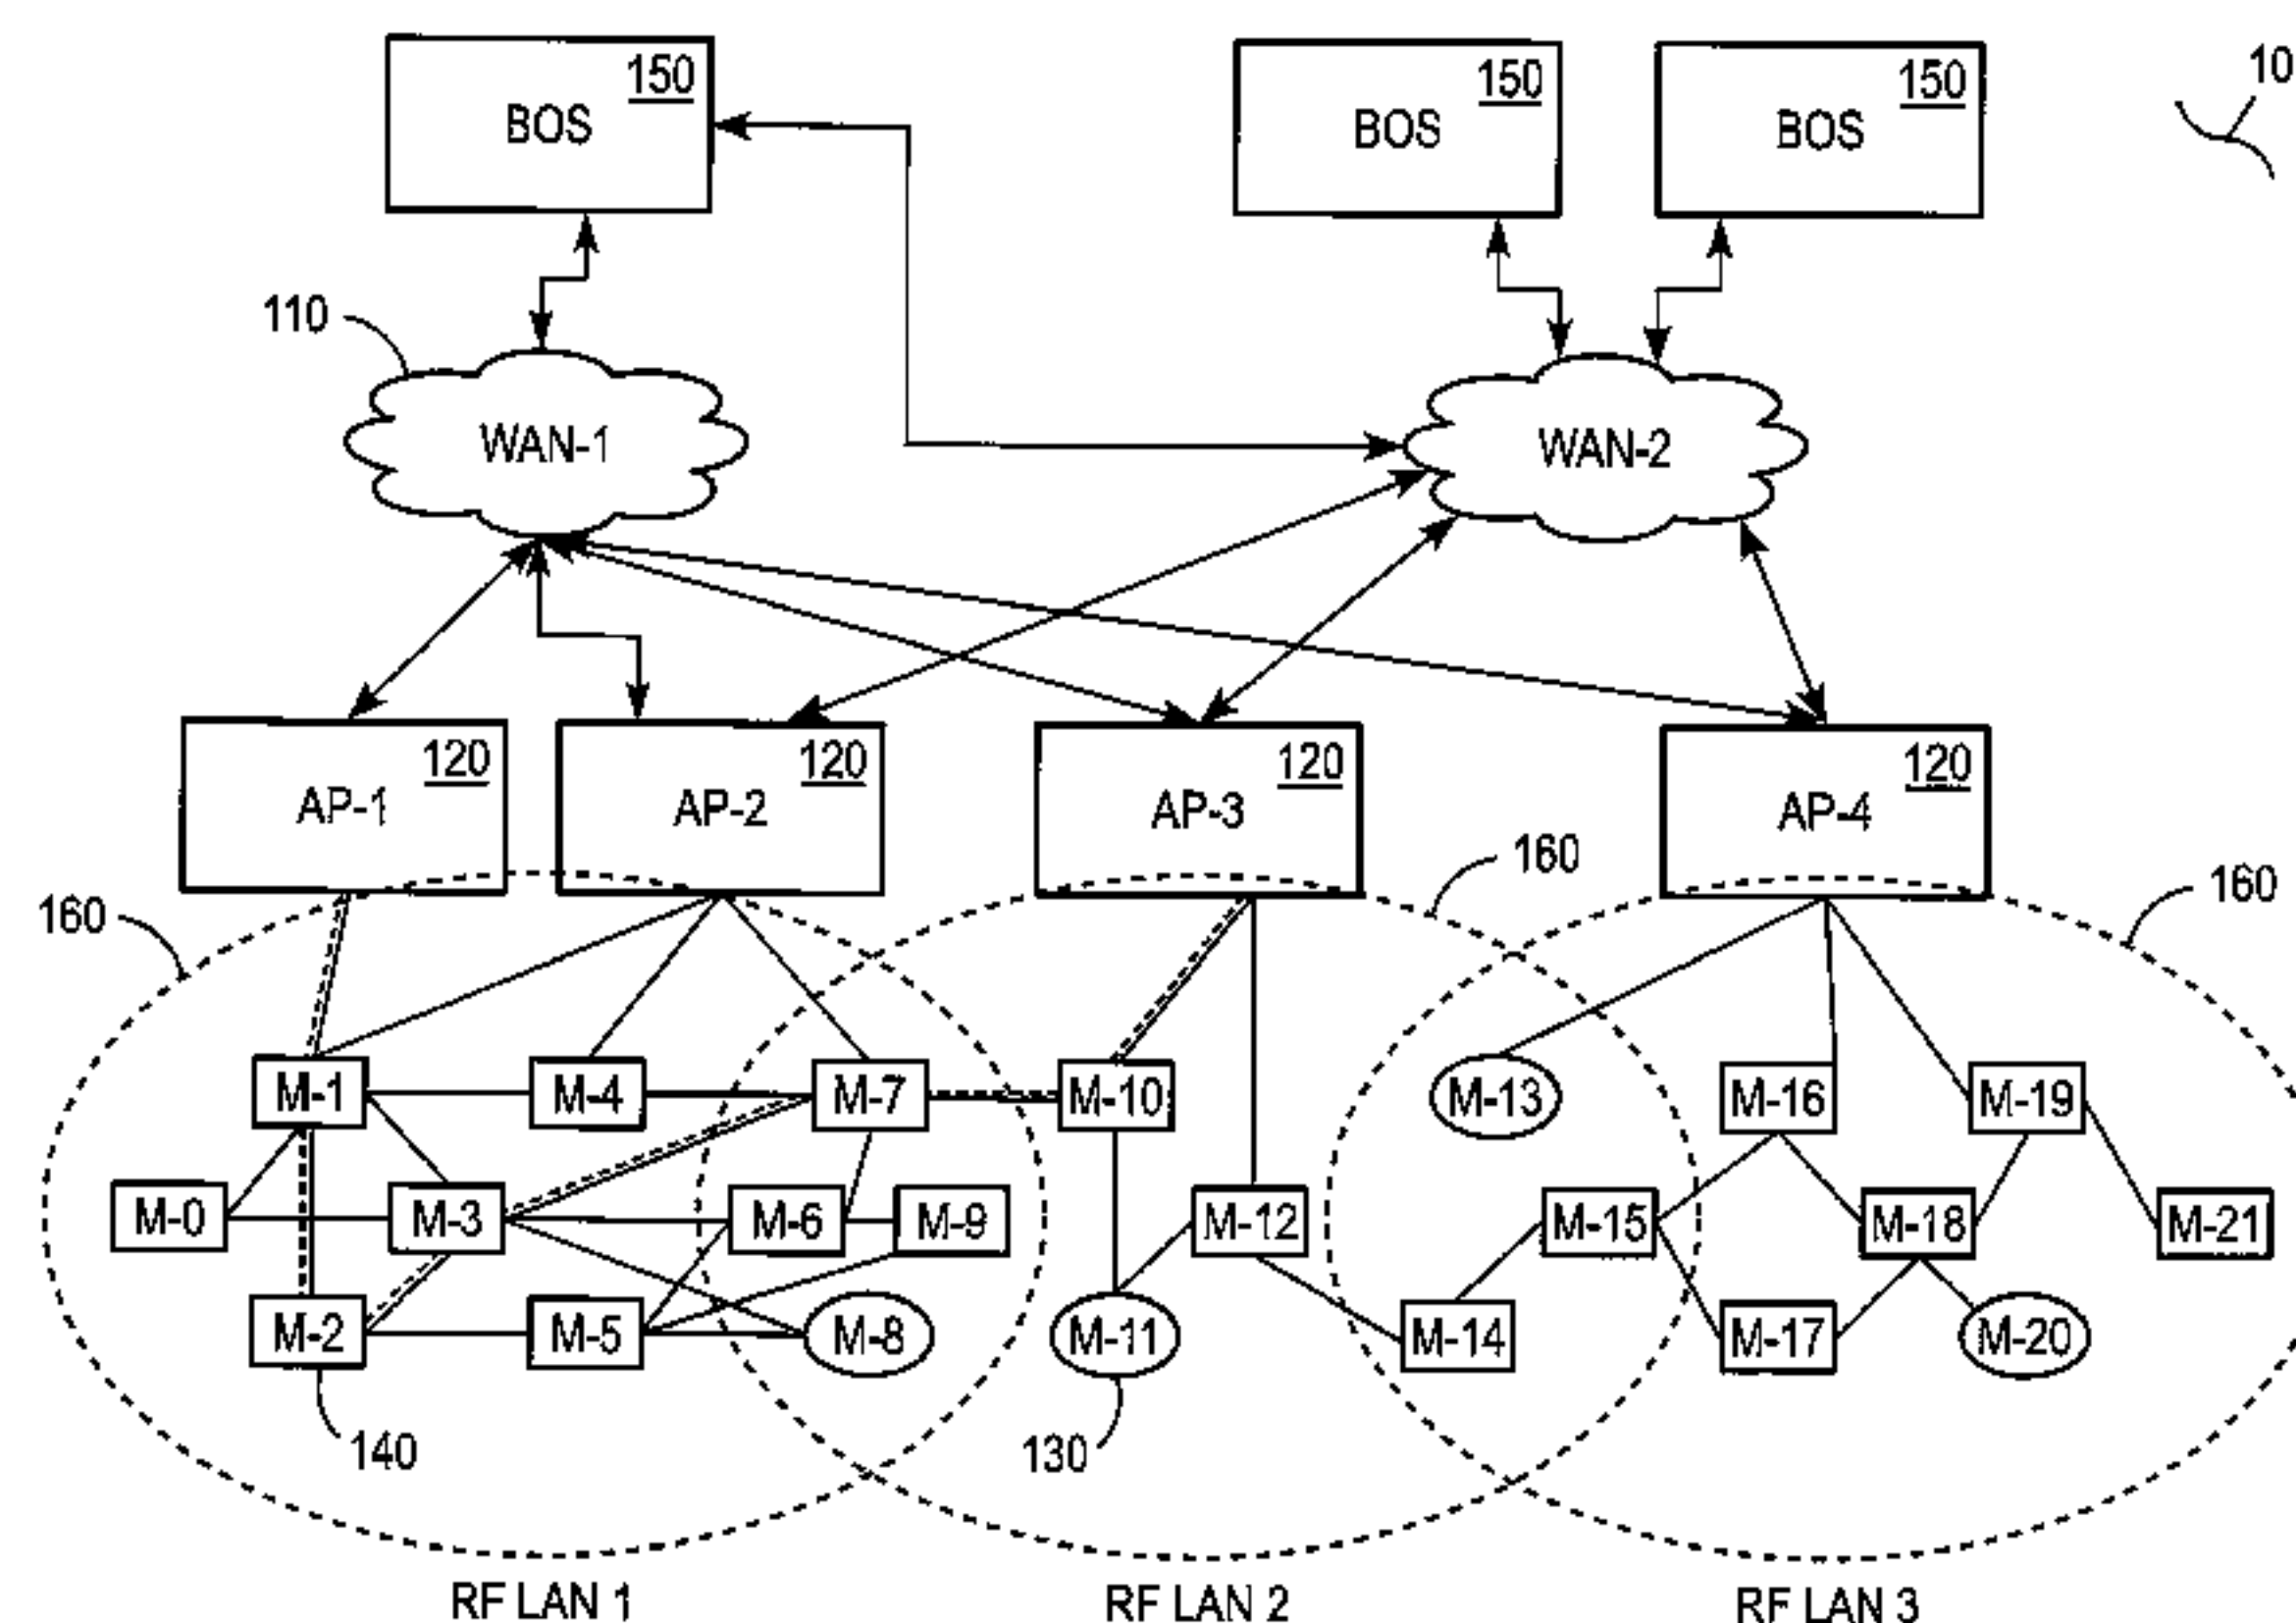 150 150 150 10
BOS BOS BOS
110
WAN-1 WAN-2
120 120 120 120
AP-1 AP-2 AP-3 AP-4
160 160 160
M-1 M-4 M-7 M-10 M-13 M-16 M-19
M-0 M-3 M-6 M-9 M-12 M-15 M-18 M-21
M-2 M-5 M-8 M-11 M-14 M-17 M-20
140 130
RF LAN 1 RF LAN 2 RF LAN 3